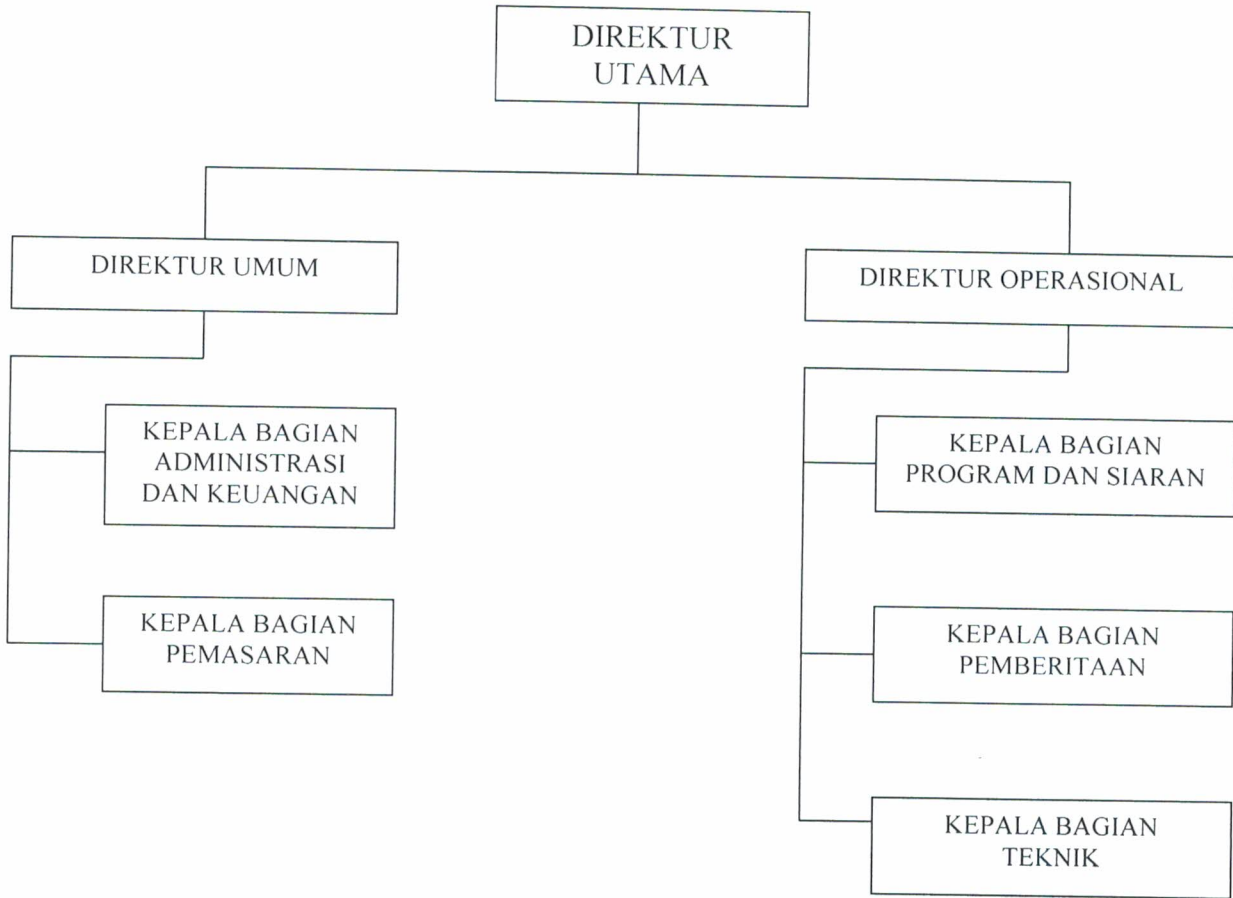 DIREKTUR
UTAMA
DIREKTUR UMUM
DIREKTUR OPERASIONAL
KEPALA BAGIAN
ADMINISTRASI
DAN KEUANGAN
KEPALA BAGIAN
PROGRAM DAN SIARAN
KEPALA BAGIAN
PEMASARAN
KEPALA BAGIAN
PEMBERITAAN
KEPALA BAGIAN
TEKNIK